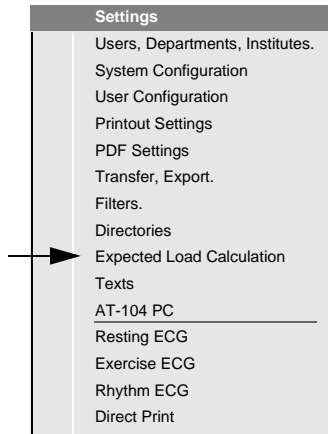 Settings
Users, Departments, Institutes.
System Configuration
User Configuration
Printout Settings
PDF Settings
Transfer, Export.
Filters.
Directories
Expected Load Calculation
Texts
AT-104 PC
Resting ECG
Exercise ECG
Rhythm ECG
Direct Print